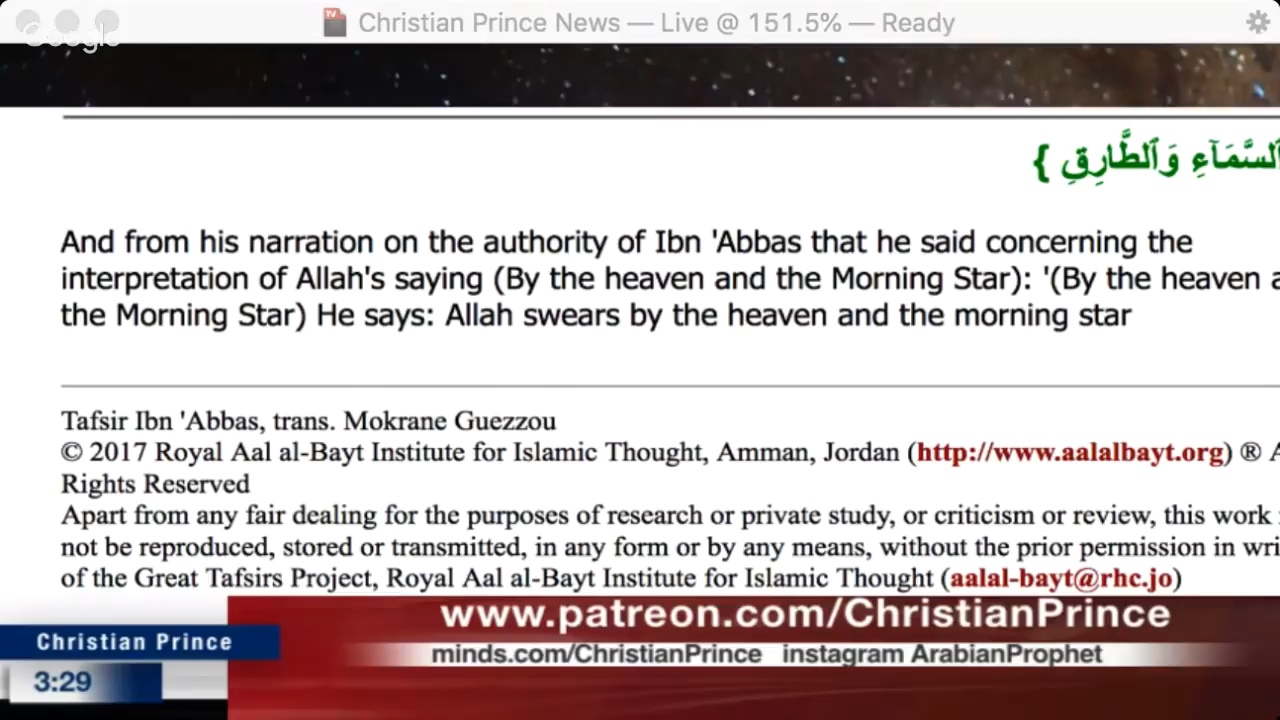 Christian Prince News — Live @ 151.5% — Ready
Google
ٱلسَّمَآءِ وَٱلطَّارِقِ }
And from his narration on the authority of Ibn 'Abbas that he said concerning the
interpretation of Allah's saying (By the heaven and the Morning Star): '(By the heaven a
the Morning Star) He says: Allah swears by the heaven and the morning star
Tafsir Ibn 'Abbas, trans. Mokrane Guezzou
© 2017 Royal Aal al-Bayt Institute for Islamic Thought, Amman, Jordan (http://www.aalalbayt.org) ® A
Rights Reserved
Apart from any fair dealing for the purposes of research or private study, or criticism or review, this work
not be reproduced, stored or transmitted, in any form or by any means, without the prior permission in wri
of the Great Tafsirs Project, Royal Aal al-Bayt Institute for Islamic Thought (aalal-bayt@rhc.jo)
www.patreon.com/ChristianPrince
Christian Prince
minds.com/ChristianPrince instagram ArabianProphet
3:29